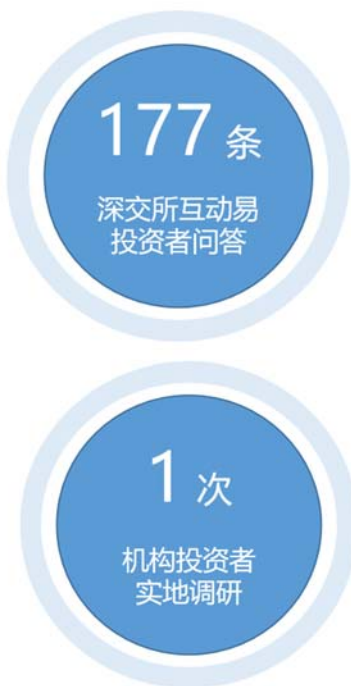 177 条
深交所互动易
投资者问答
1 次
机构投资者
实地调研